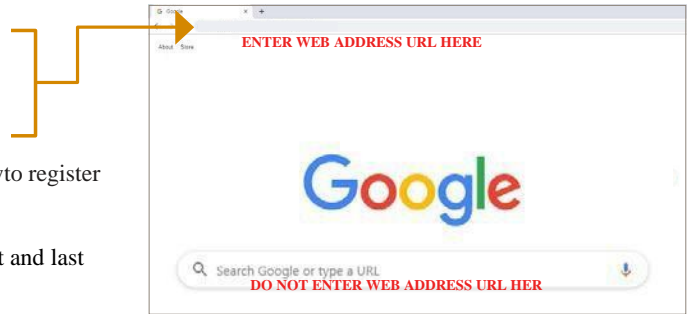 G Google × +
ENTER WEB ADDRESS URL HERE
About Store
to register
Google
t and last
Search Google or type a URL
DO NOT ENTER WEB ADDRESS URL HER